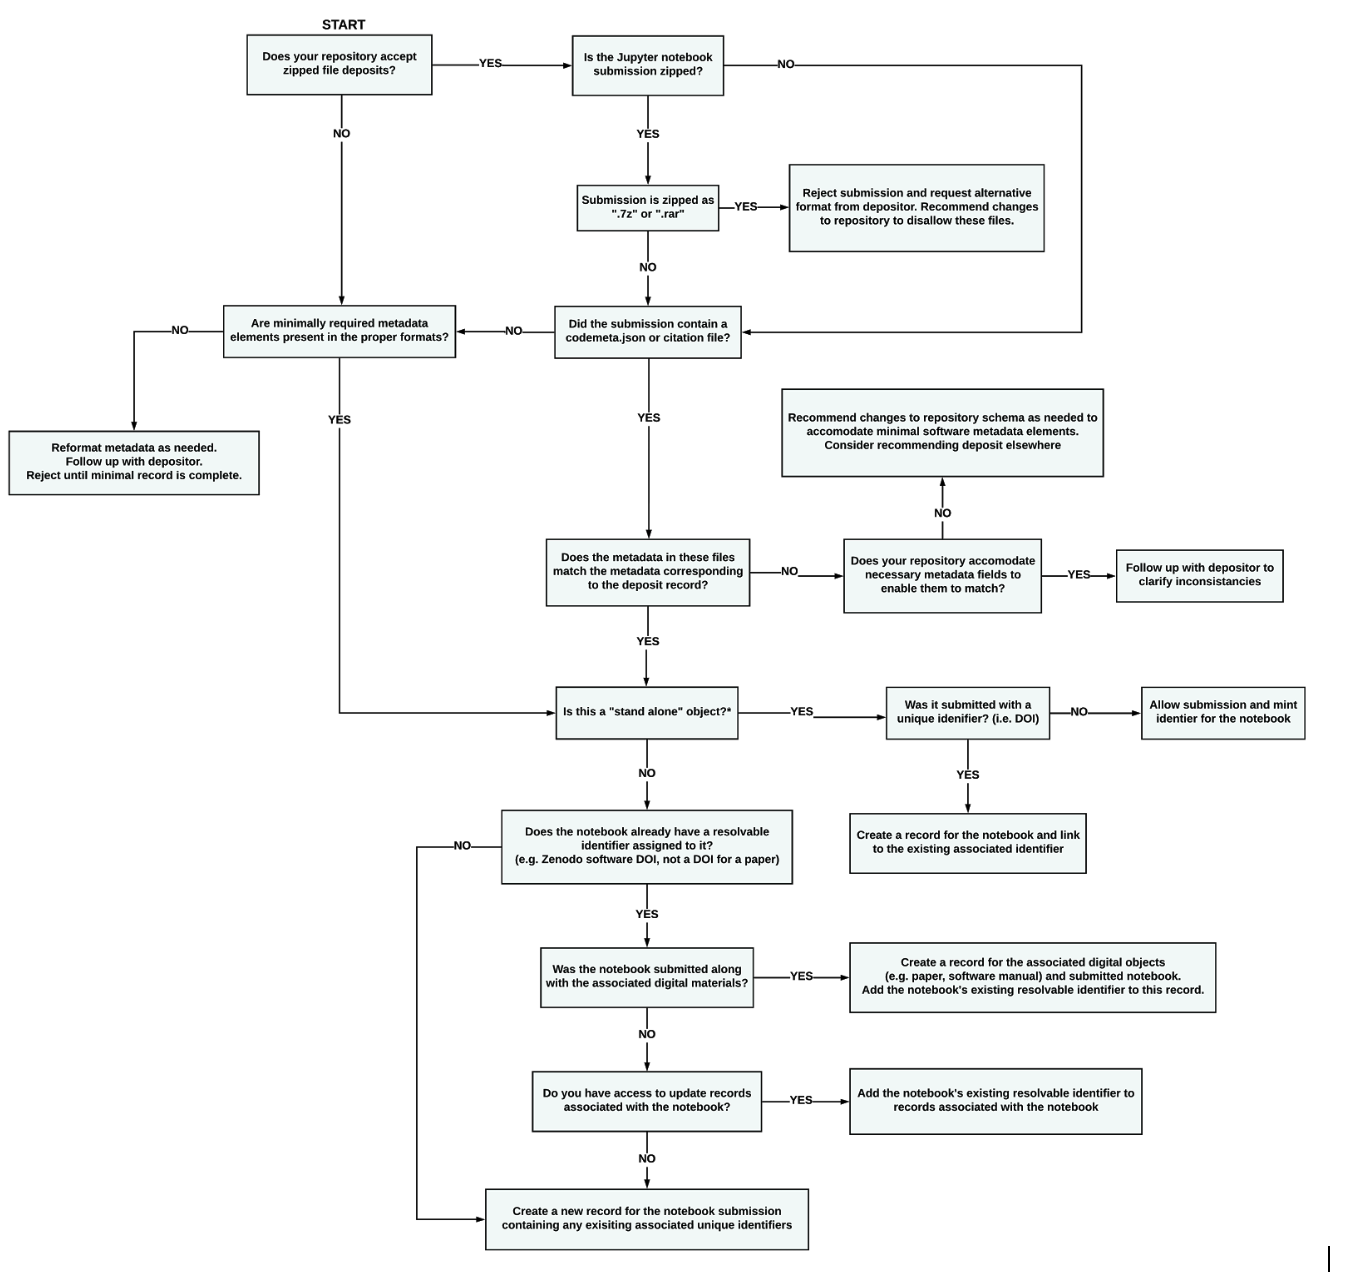 START
Does your repository accept
zipped file deposits?
YES
Is the Jupyter notebook
submission zipped?
NO
NO
YES
Submission is zipped as
".7z" or ".rar"
YES
Reject submission and request alternative
format from depositor. Recommend changes
to repository to disallow these files.
NO
Are minimally required metadata
elements present in the proper formats?
NO
NO
Did the submission contain a
codemeta.json or citation file?
YES
YES
Reformat metadata as needed.
Follow up with depositor.
Reject until minimal record is complete.
Recommend changes to repository schema as needed to
accomodate minimal software metadata elements.
Consider recommending deposit elsewhere
NO
Does the metadata in these files
match the metadata corresponding
to the deposit record?
NO
Does your repository accomodate
necessary metadata fields to
enable them to match?
YES
Follow up with depositor to
clarify inconsistancies
YES
Is this a "stand alone" object?*
YES
Was it submitted with a
unique idenifier? (i.e. DOI)
NO
Allow submission and mint
identier for the notebook
NO
YES
Does the notebook already have a resolvable
identifier assigned to it?
(e.g. Zenodo software DOI, not a DOI for a paper)
NO
Create a record for the notebook and link
to the existing associated identifier
YES
Was the notebook submitted along
with the associated digital materials?
YES
Create a record for the associated digital objects
(e.g. paper, software manual) and submitted notebook.
Add the notebook's existing resolvable identifier to this record.
NO
Do you have access to update records
associated with the notebook?
YES
Add the notebook's existing resolvable identifier to
records associated with the notebook
NO
Create a new record for the notebook submission
containing any exisiting associated unique identifiers